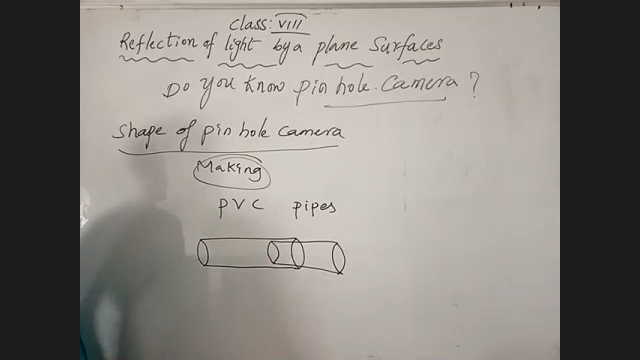 Class: VIII
Reflection of light by a plane Surfaces
Do you know pin hole camera?
Shape of pin hole camera
Making
PVC pipes